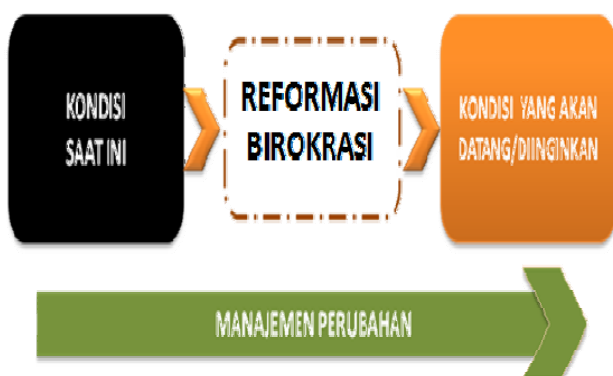 KONDISI
SAAT INI
REFORMASI
BIROKRASI
KONDISI YANG AKAN
DATANG/DIINGINKAN
MANAJEMEN PERUBAHAN